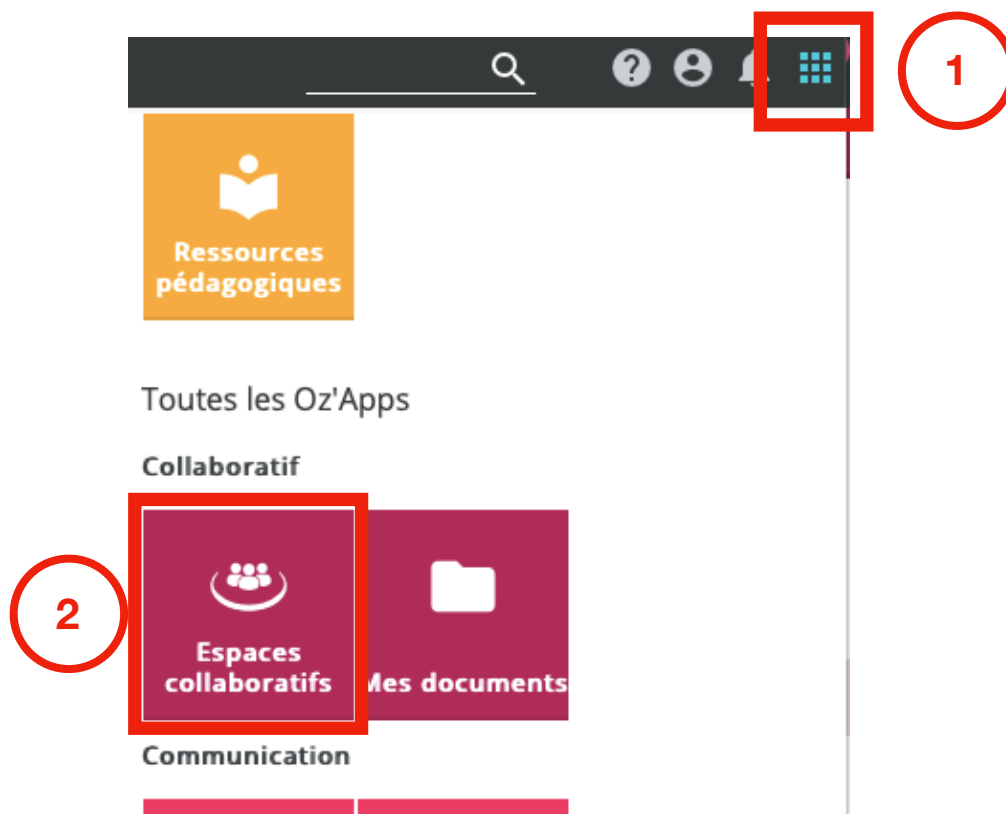 1
Ressources
pédagogiques
Toutes les Oz'Apps
Collaboratif
2
Espaces
collaboratifs
Mes documents
Communication